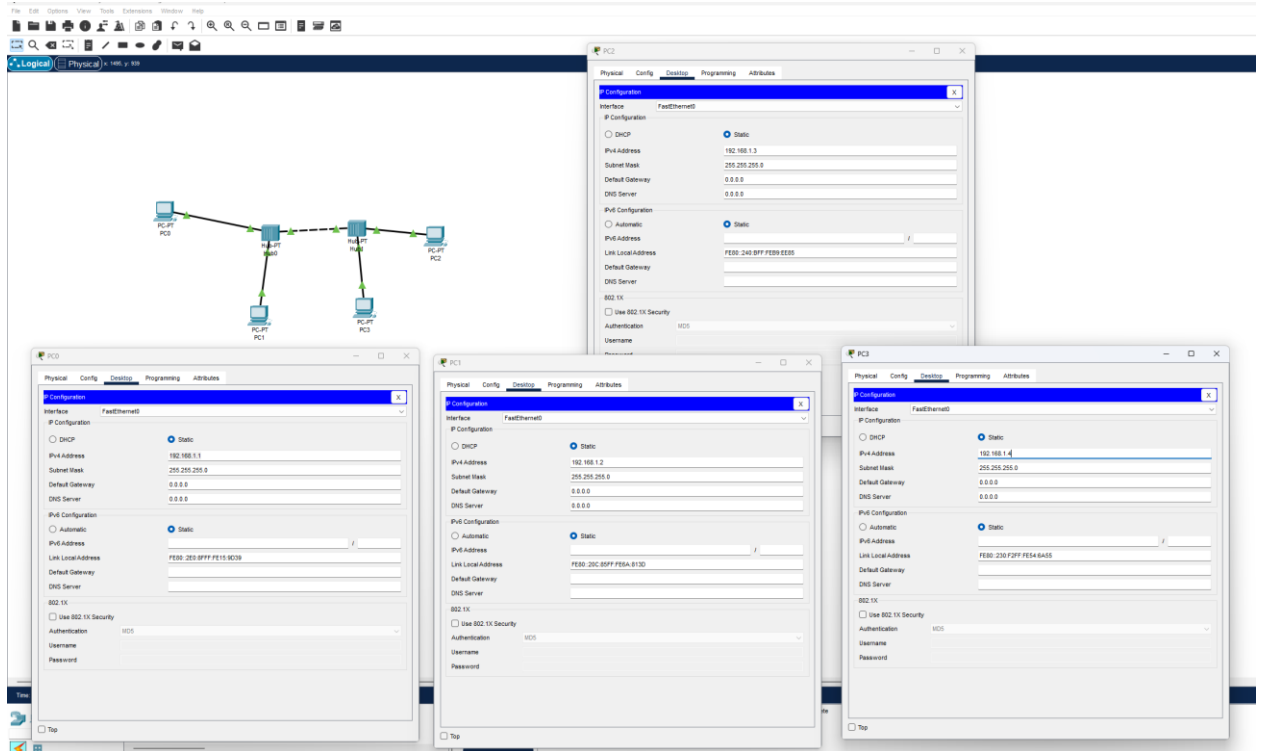 File Edit Options View Tools Extensions Window Help
Logical Physical x: 1495, y: 939
PC-PT
PC0
Hub-PT
Hub0
Hub-PT
PC-PT
PC2
PC-PT
PC1
PC-PT
PC3
PC2
Physical Config Desktop Programming Attributes
IP Configuration X
Interface FastEthernet0
IP Configuration
DHCP Static
IPv4 Address 192.168.1.3
Subnet Mask 255.255.255.0
Default Gateway 0.0.0.0
DNS Server 0.0.0.0
IPv6 Configuration
Automatic Static
IPv6 Address /
Link Local Address FE80::240:BFF:FEB9:EE85
Default Gateway
DNS Server
802.1X
Use 802.1X Security
Authentication MD5
Username
Password
PC0
Physical Config Desktop Programming Attributes
IP Configuration X
Interface FastEthernet0
IP Configuration
DHCP Static
IPv4 Address 192.168.1.1
Subnet Mask 255.255.255.0
Default Gateway 0.0.0.0
DNS Server 0.0.0.0
IPv6 Configuration
Automatic Static
IPv6 Address /
Link Local Address FE80::2E0:8FFF:FE15:9D39
Default Gateway
DNS Server
802.1X
Use 802.1X Security
Authentication MD5
Username
Password
Top
PC1
Physical Config Desktop Programming Attributes
IP Configuration X
Interface FastEthernet0
IP Configuration
DHCP Static
IPv4 Address 192.168.1.2
Subnet Mask 255.255.255.0
Default Gateway 0.0.0.0
DNS Server 0.0.0.0
IPv6 Configuration
Automatic Static
IPv6 Address /
Link Local Address FE80::20C:85FF:FE6A:813D
Default Gateway
DNS Server
802.1X
Use 802.1X Security
Authentication MD5
Username
Password
Top
PC3
Physical Config Desktop Programming Attributes
IP Configuration X
Interface FastEthernet0
IP Configuration
DHCP Static
IPv4 Address 192.168.1.4
Subnet Mask 255.255.255.0
Default Gateway 0.0.0.0
DNS Server 0.0.0.0
IPv6 Configuration
Automatic Static
IPv6 Address /
Link Local Address FE80::230:F2FF:FE54:6A55
Default Gateway
DNS Server
802.1X
Use 802.1X Security
Authentication MD5
Username
Password
Top
Time